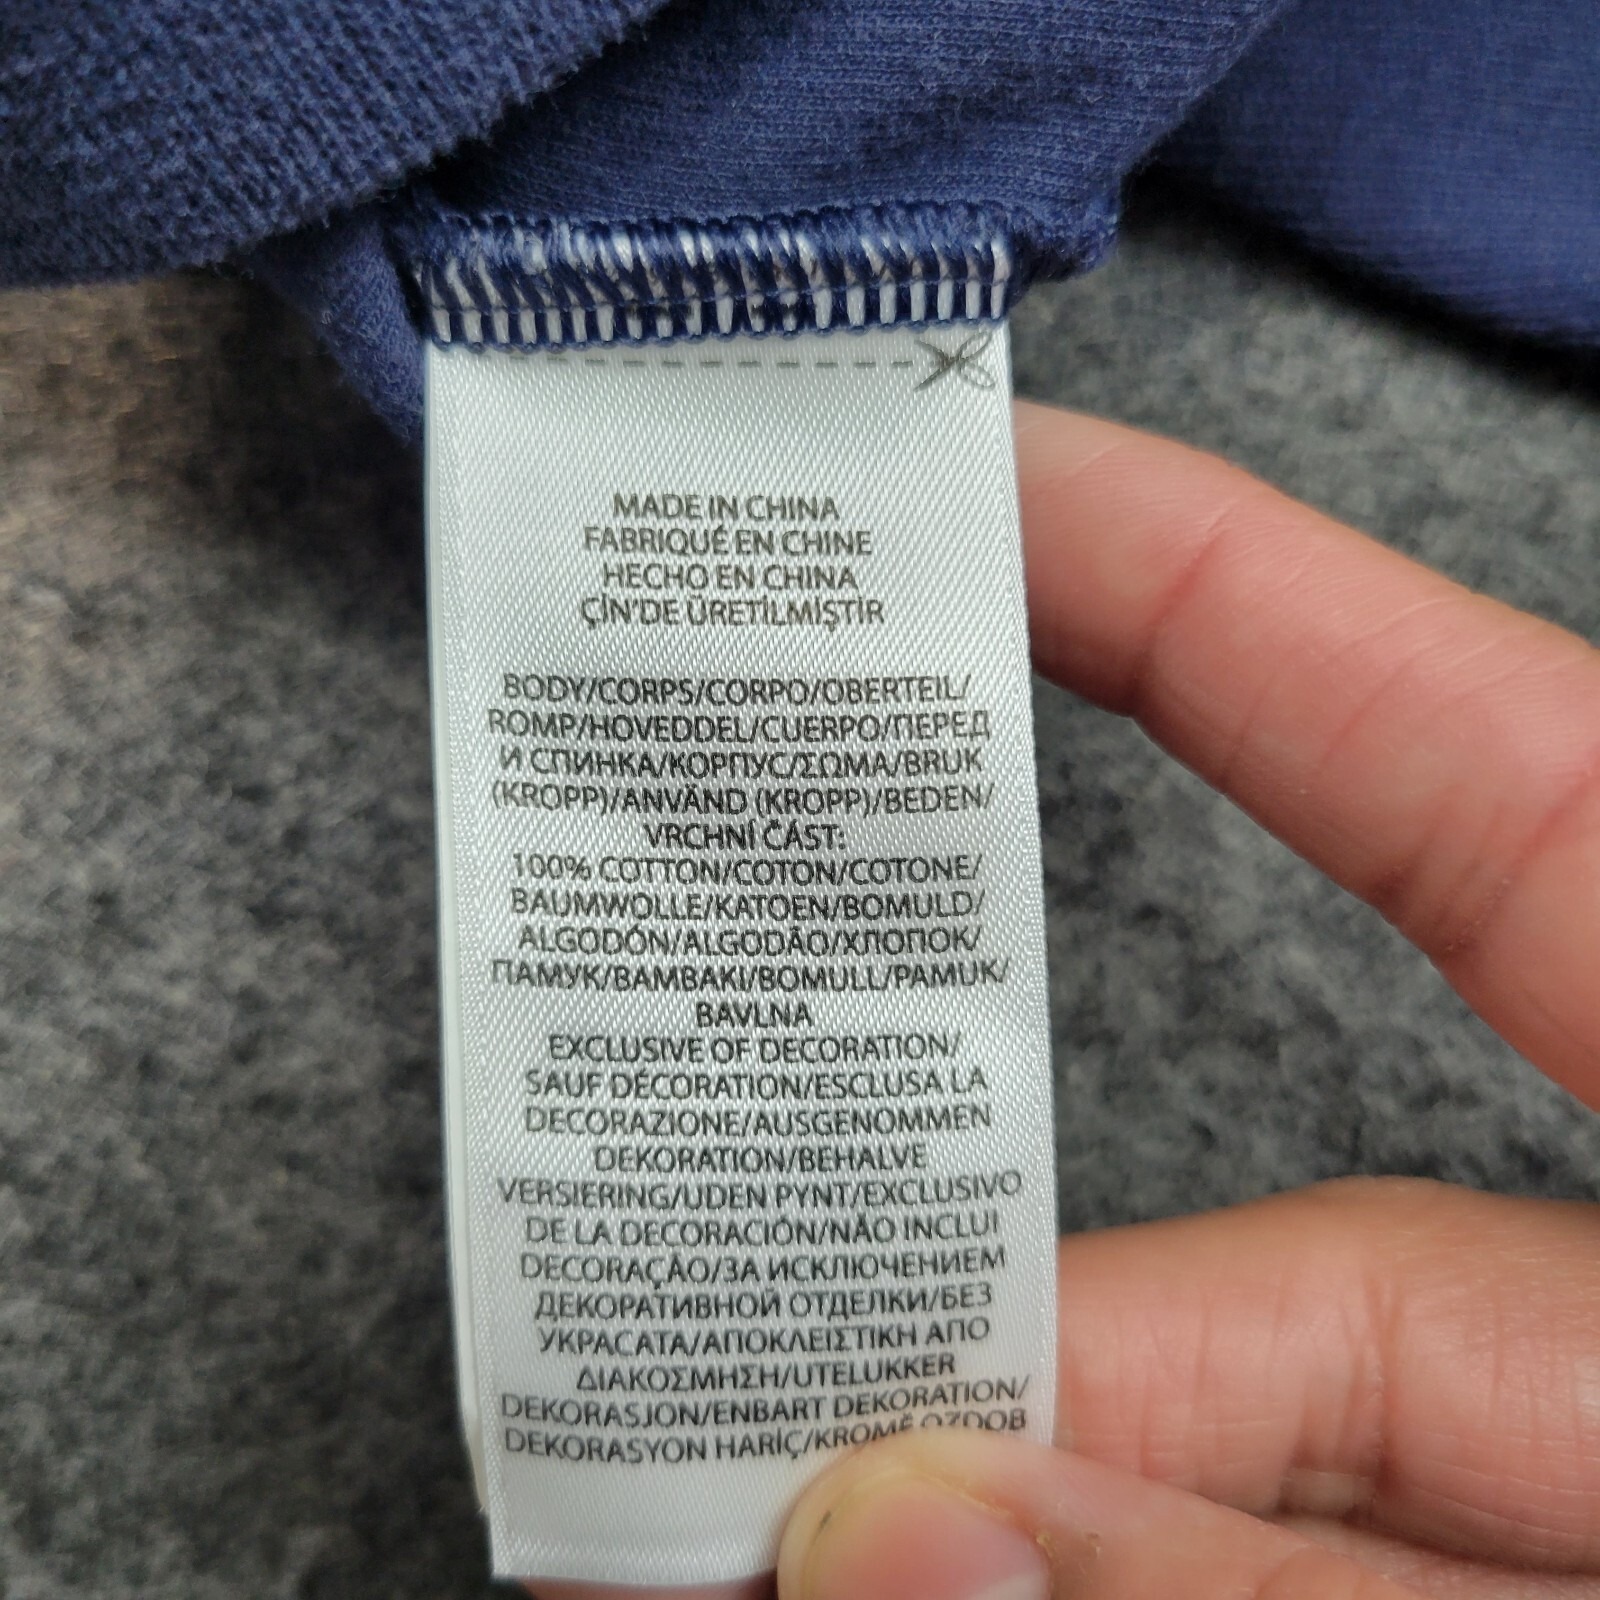 MADE IN CHINA
FABRIQUÉ EN CHINE
HECHO EN CHINA
ÇİN'DE ÜRETİLMİŞTİR
BODY/CORPS/CORPO/OBERTEIL/
ROMP/HOVEDDEL/CUERPO/ПЕРЕД
И СПИНКА/КОРПУС/ΣΩΜΑ/BRUK
(KROPP)/ANVÄND (KROPP)/BEDEN/
VRCHNÍ ČÁST:
100% COTTON/COTON/COTONE/
BAUMWOLLE/KATOEN/BOMULD/
ALGODÓN/ALGODÃO/ХЛОПОК/
ПАМУК/ΒΑΜΒΑΚΙ/BOMULL/PAMUK/
BAVLNA
EXCLUSIVE OF DECORATION/
SAUF DÉCORATION/ESCLUSA LA
DECORAZIONE/AUSGENOMMEN
DEKORATION/BEHALVE
VERSIERING/UDEN PYNT/EXCLUSIVO
DE LA DECORACIÓN/NÃO INCLUI
DECORAÇÃO/ЗА ИСКЛЮЧЕНИЕМ
ДЕКОРАТИВНОЙ ОТДЕЛКИ/БЕЗ
УКРАСАТА/ΑΠΟΚΛΕΙΣΤΙΚΗ ΑΠΟ
ΔΙΑΚΟΣΜΗΣΗ/UTELUKKER
DEKORASJON/ENBART DEKORATION/
DEKORASYON HARİÇ/KROMĚ OZDOB